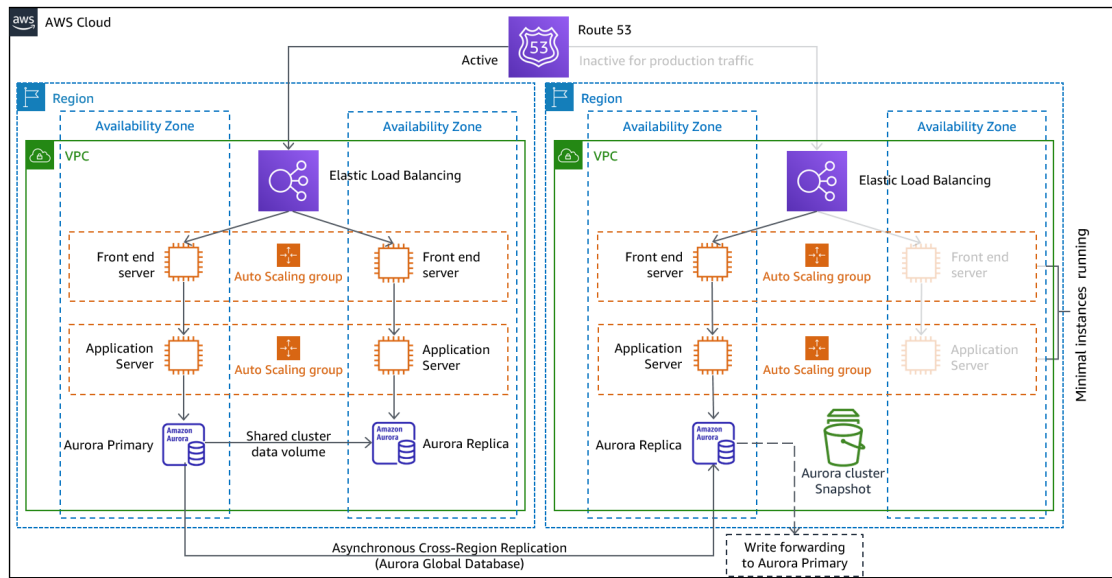 aws
AWS Cloud
53
Route 53
Active
Inactive for production traffic
Region
Availability Zone
Availability Zone
VPC
Elastic Load Balancing
Front end
server
Auto Scaling group
Front end
server
Application
Server
Auto Scaling group
Application
Server
Aurora Primary
Amazon
Aurora
Shared cluster
data volume
Amazon
Aurora
Aurora Replica
Region
Availability Zone
Availability Zone
VPC
Elastic Load Balancing
Front end
server
Auto Scaling group
Front end
server
Application
Server
Auto Scaling group
Application
Server
Minimal instances running
Aurora Replica
Amazon
Aurora
Aurora cluster
Snapshot
Asynchronous Cross-Region Replication
(Aurora Global Database)
Write forwarding
to Aurora Primary